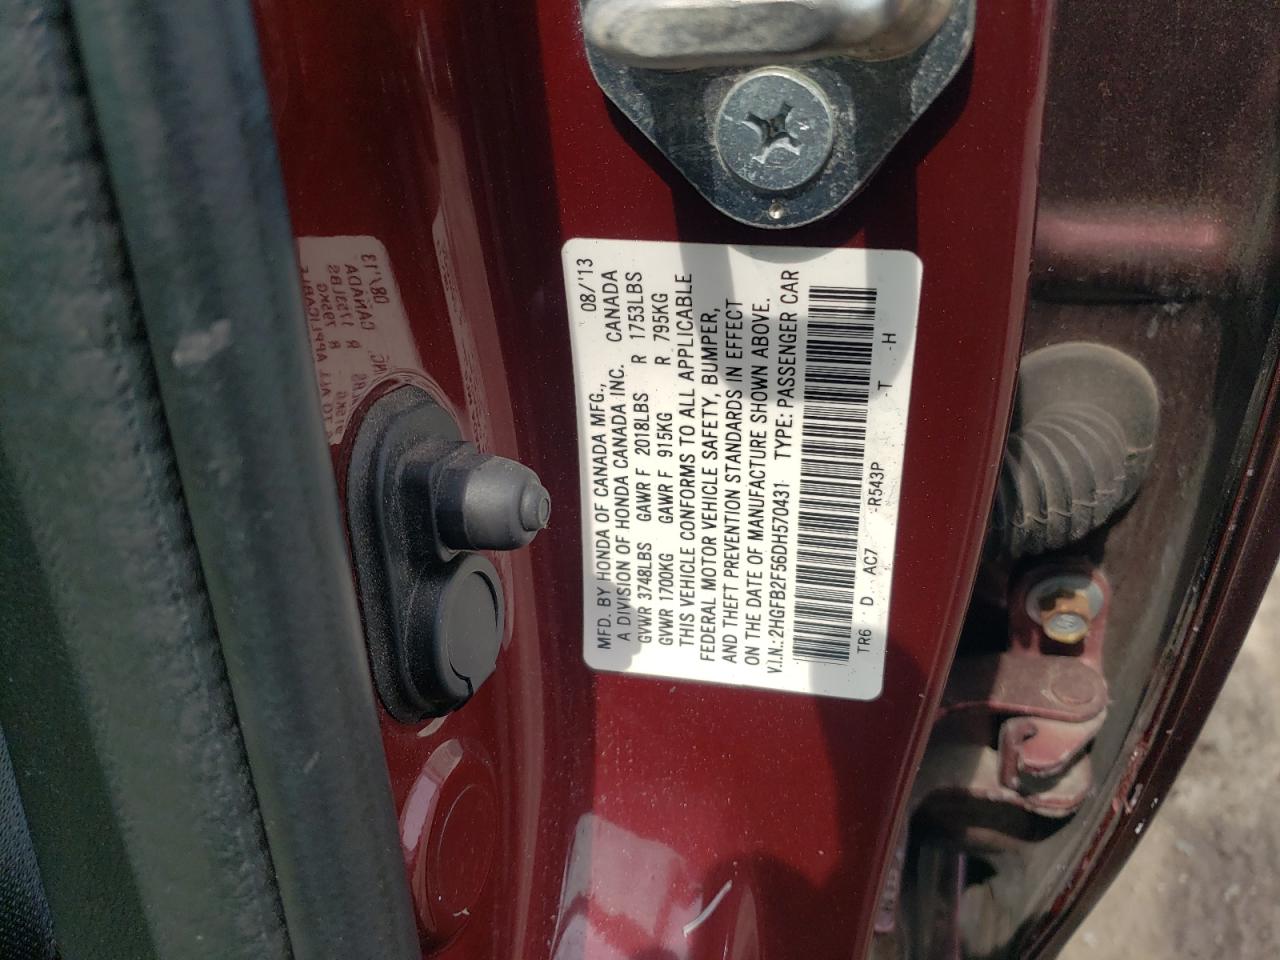 MFD. BY HONDA OF CANADA MFG., 08/'13
A DIVISION OF HONDA CANADA INC. CANADA
GVWR 3748LBS GAWR F 2018LBS R 1753LBS
GVWR 1700KG GAWR F 915KG R 795KG
THIS VEHICLE CONFORMS TO ALL APPLICABLE
FEDERAL MOTOR VEHICLE SAFETY, BUMPER,
AND THEFT PREVENTION STANDARDS IN EFFECT
ON THE DATE OF MANUFACTURE SHOWN ABOVE.
V.I.N.: 2HGFB2F56DH570431 TYPE: PASSENGER CAR
TR6 D AC7 -R543P T -H